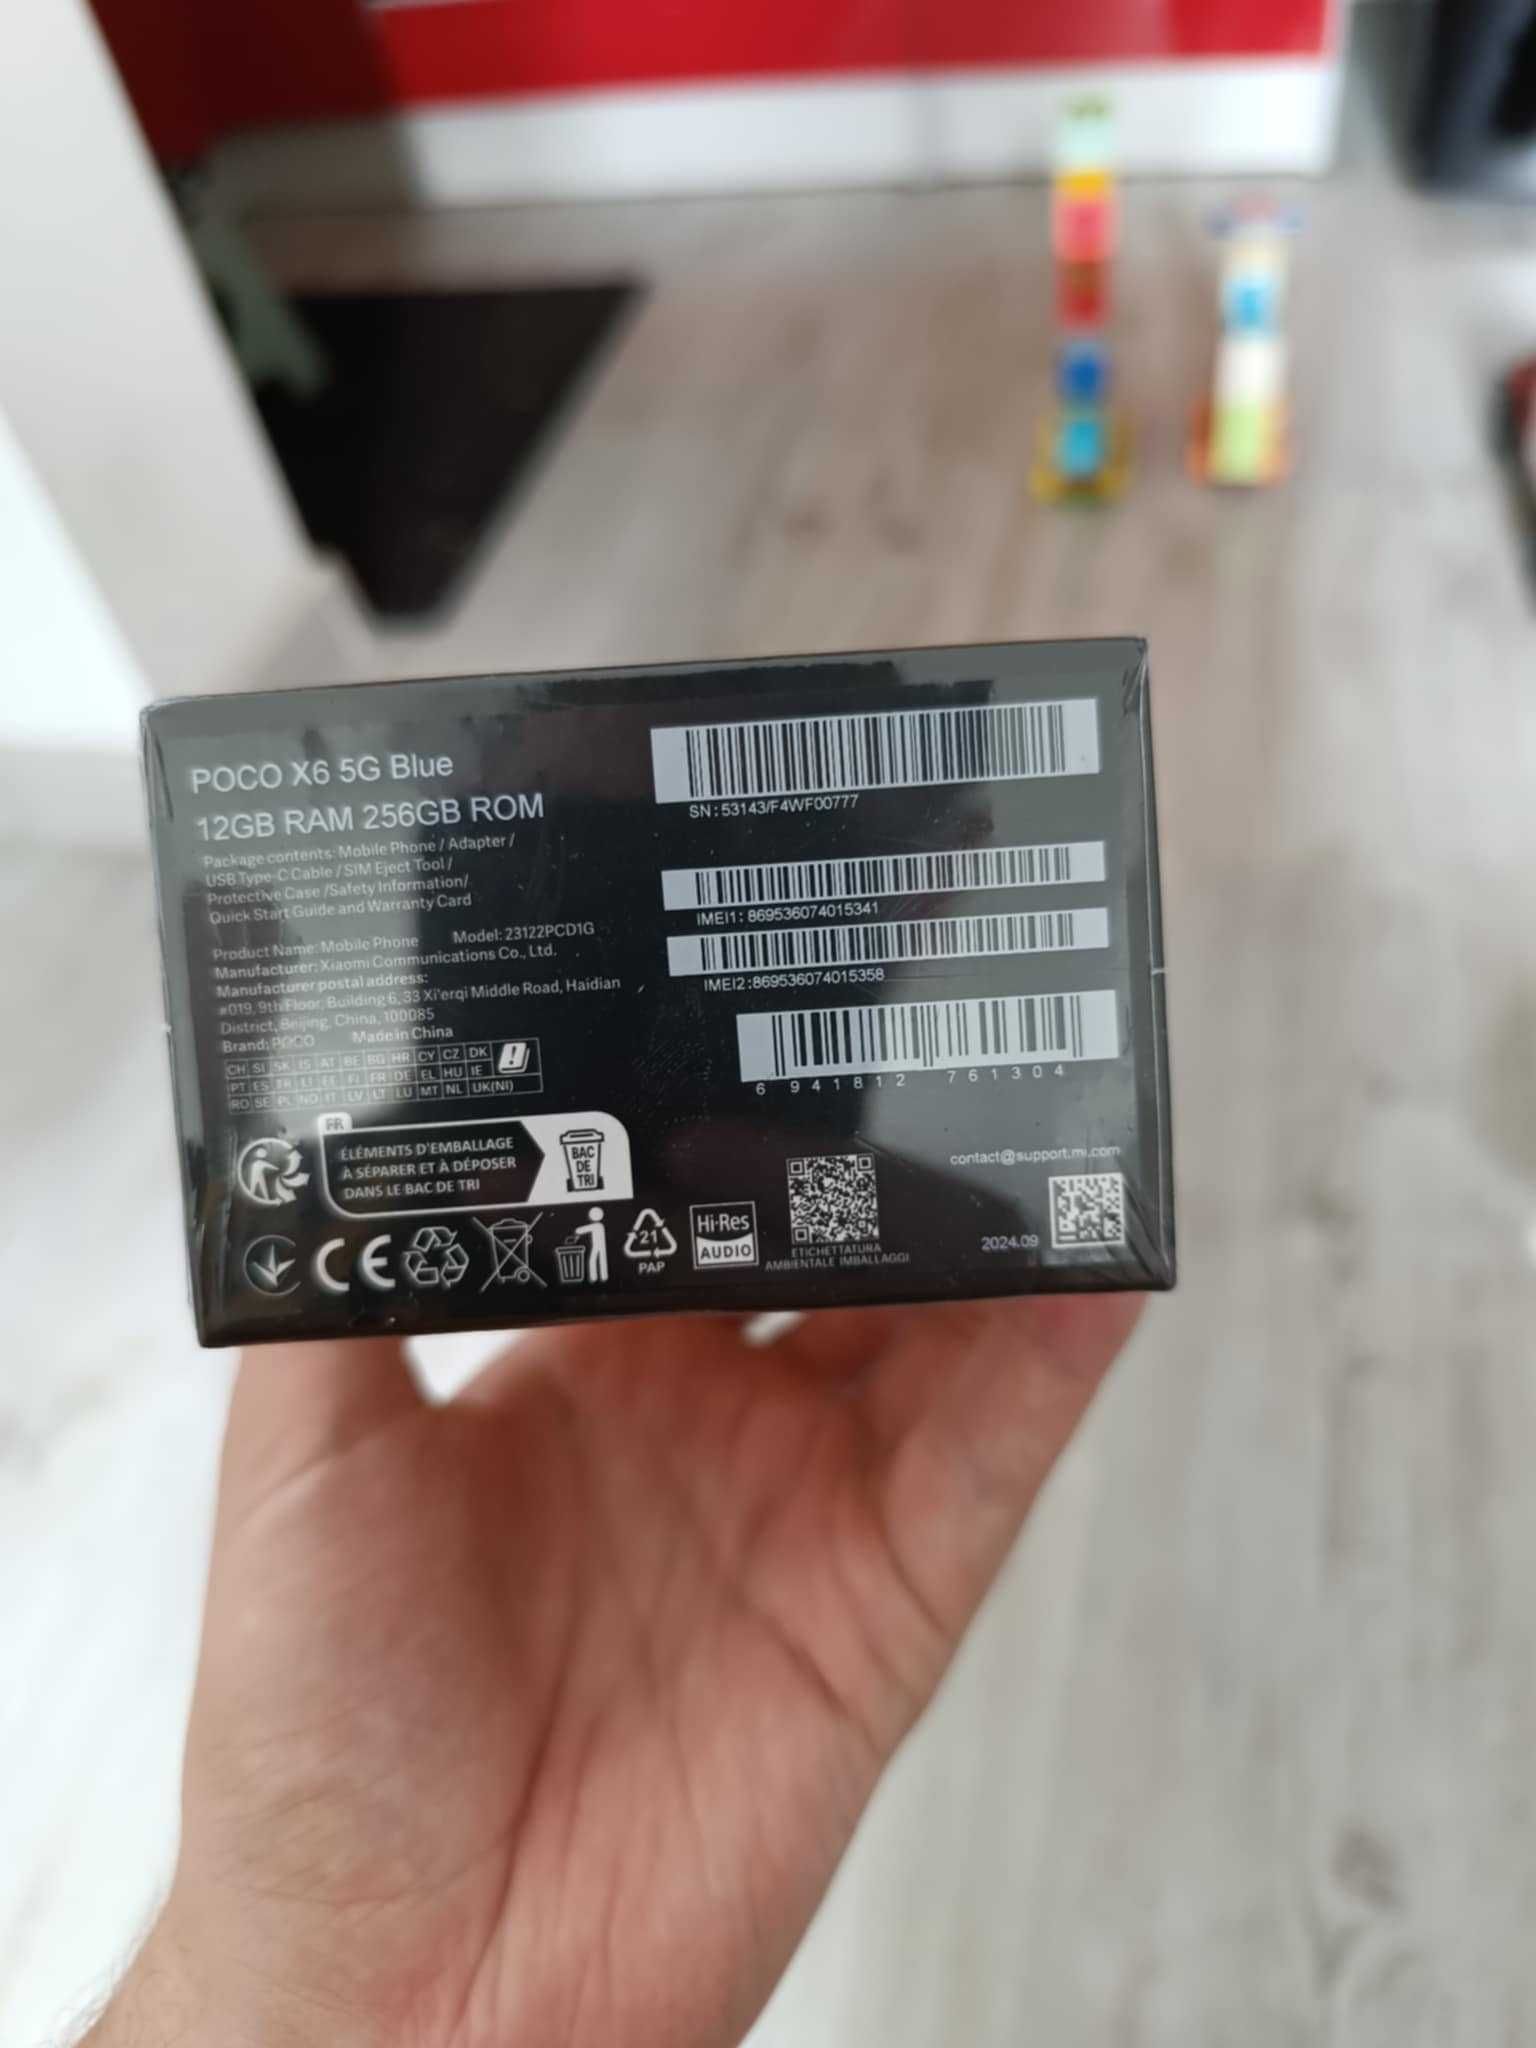 POCO X6 5G Blue
12GB RAM 256GB ROM
Package contents: Mobile Phone / Adapter /
USB Type-C Cable / SIM Eject Tool /
Protective Case /Safety Information/
Quick Start Guide and Warranty Card
Product Name: Mobile Phone Model: 23122PCD1G
Manufacturer: Xiaomi Communications Co., Ltd.
Manufacturer postal address:
#019, 9th Floor, Building 6, 33 Xi'erqi Middle Road, Haidian
District, Beijing, China, 100085
Brand: POCO Made in China
CH SI SK IS AT BE BG HR CY CZ DK
PT ES TR LI EE FI FR DE EL HU IE
RO SE PL NO IT LV LT LU MT NL UK(NI)
FR
ÉLÉMENTS D'EMBALLAGE
À SÉPARER ET À DÉPOSER
DANS LE BAC DE TRI
BAC
DE
TRI
CE
21
PAP
Hi-Res
AUDIO
SN: 53143/F4WF00777
IMEI1: 869536074015341
IMEI2:869536074015358
6 941812 761304
contact@support.mi.com
ETICHETTATURA
AMBIENTALE IMBALLAGGI
2024.09